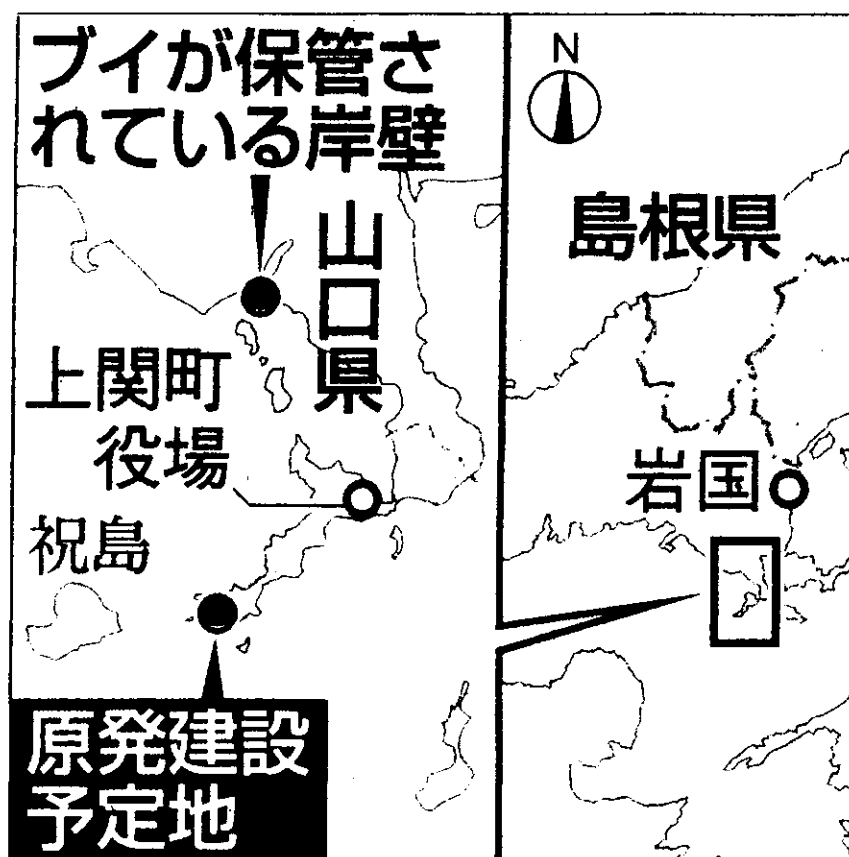 ブイが保管さ
れている岸壁
山口県
上関町
役場
祝島
原発建設
予定地
N
島根県
岩国